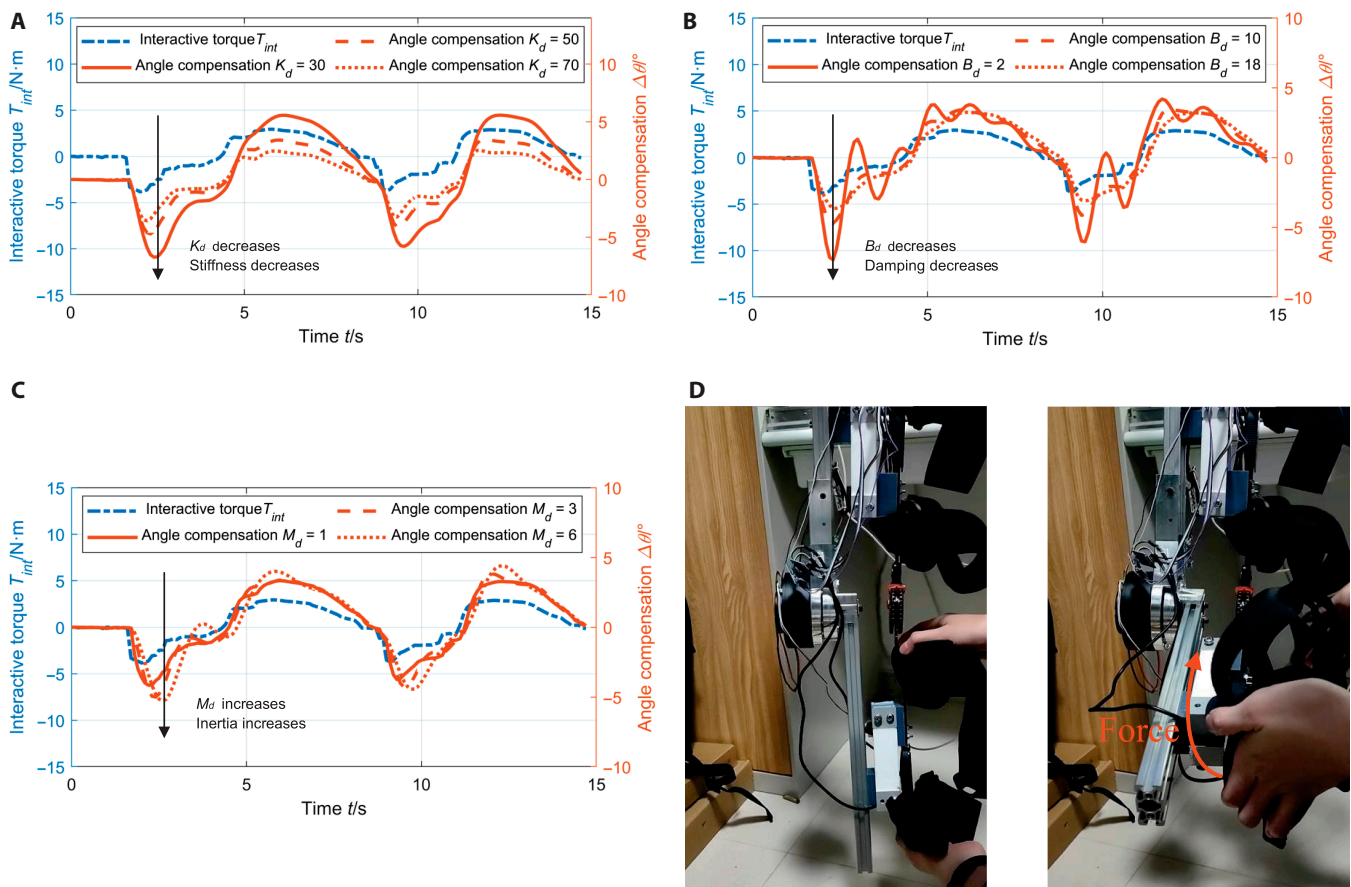 A
Interactive torque T_int
Angle compensation K_d = 50
Angle compensation K_d = 30
Angle compensation K_d = 70
Interactive torque T_int/N·m
15
10
5
0
−5
−10
−15
10
5
0
−5
−10
Angle compensation Δθ/°
K_d decreases
Stiffness decreases
0
5
10
15
Time t/s
B
Interactive torque T_int
Angle compensation B_d = 10
Angle compensation B_d = 2
Angle compensation B_d = 18
Interactive torque T_int/N·m
15
10
5
0
−5
−10
−15
10
5
0
−5
−10
Angle compensation Δθ/°
B_d decreases
Damping decreases
0
5
10
15
Time t/s
C
Interactive torque T_int
Angle compensation M_d = 3
Angle compensation M_d = 1
Angle compensation M_d = 6
Interactive torque T_int/N·m
15
10
5
0
−5
−10
−15
10
5
0
−5
−10
Angle compensation Δθ/°
M_d increases
Inertia increases
0
5
10
15
Time t/s
D
Force